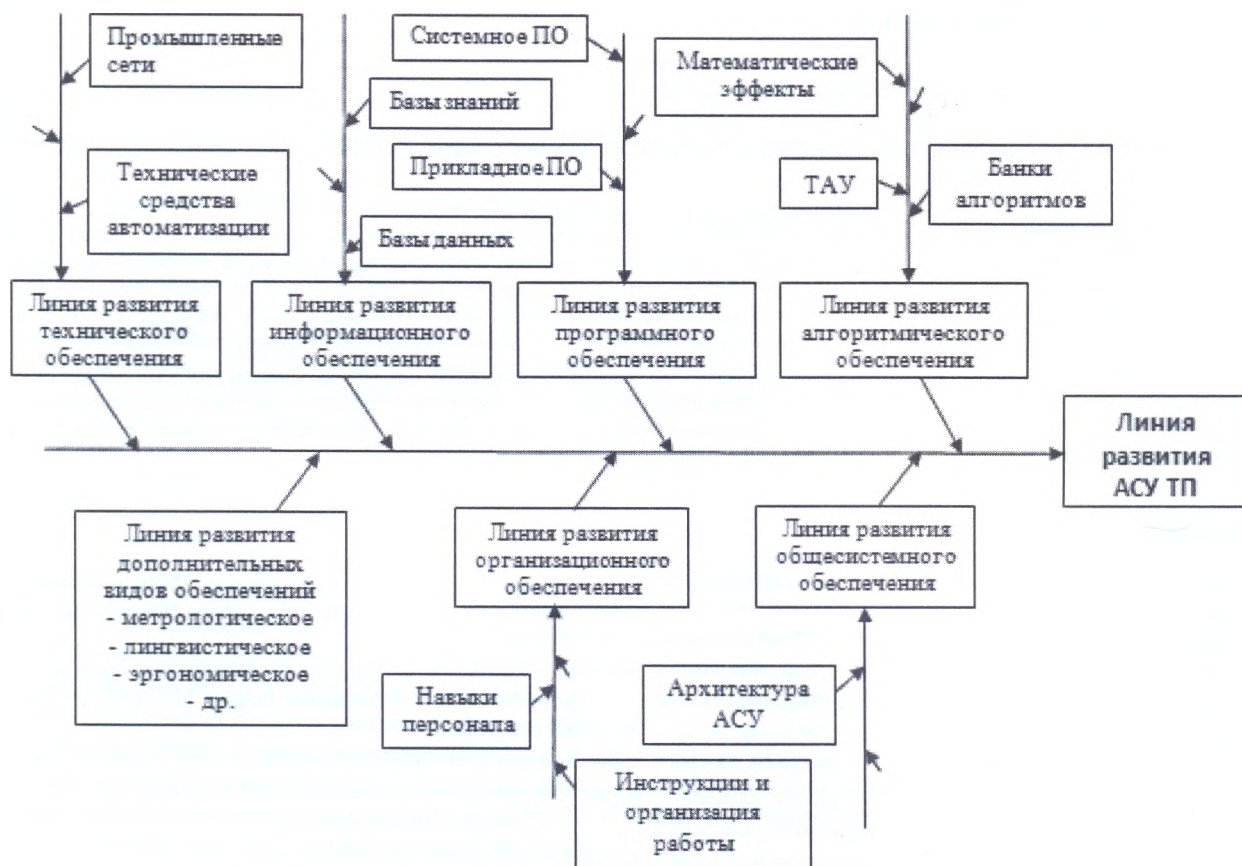 Промышленные
сети
Системное ПО
Математические
эффекты
Базы знаний
Технические
средства
автоматизации
Прикладное ПО
ТАУ
Банки
алгоритмов
Базы данных
Линия развития
технического
обеспечения
Линия развития
информационного
обеспечения
Линия развития
программного
обеспечения
Линия развития
алгоритмического
обеспечения
Линия
развития
АСУ ТП
Линия развития
дополнительных
видов обеспечений
- метрологическое
- лингвистическое
- эргономическое
- др.
Линия развития
организационного
обеспечения
Линия развития
общесистемного
обеспечения
Навыки
персонала
Архитектура
АСУ
Инструкции и
организация
работы